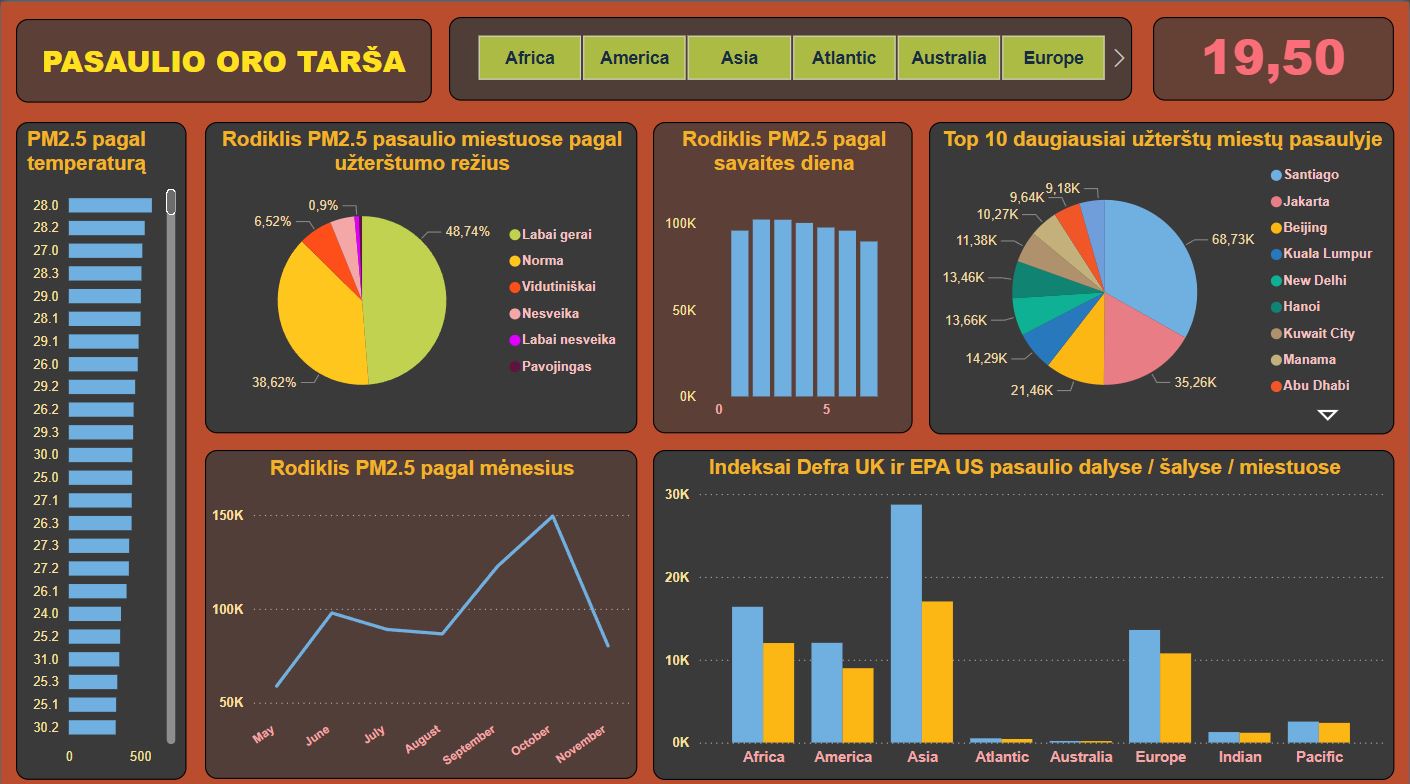 PASAULIO ORO TARŠA
Africa
America
Asia
Atlantic
Australia
Europe
19,50
PM2.5 pagal
temperaturą
28.0
28.2
27.0
28.3
29.0
28.1
29.1
26.0
29.2
26.2
29.3
30.0
25.0
27.1
26.3
27.3
27.2
26.1
24.0
25.2
31.0
25.3
25.1
30.2
0
500
Rodiklis PM2.5 pasaulio miestuose pagal
užterštumo režius
0,9%
6,52%
48,74%
38,62%
Labai gerai
Norma
Vidutiniškai
Nesveika
Labai nesveika
Pavojingas
Rodiklis PM2.5 pagal
savaites diena
100K
50K
0K
0
5
Top 10 daugiausiai užterštų miestų pasaulyje
9,18K
9,64K
10,27K
11,38K
13,46K
13,66K
14,29K
21,46K
35,26K
68,73K
Santiago
Jakarta
Beijing
Kuala Lumpur
New Delhi
Hanoi
Kuwait City
Manama
Abu Dhabi
Rodiklis PM2.5 pagal mėnesius
150K
100K
50K
May
June
July
August
September
October
November
Indeksai Defra UK ir EPA US pasaulio dalyse / šalyse / miestuose
30K
20K
10K
0K
Africa
America
Asia
Atlantic
Australia
Europe
Indian
Pacific